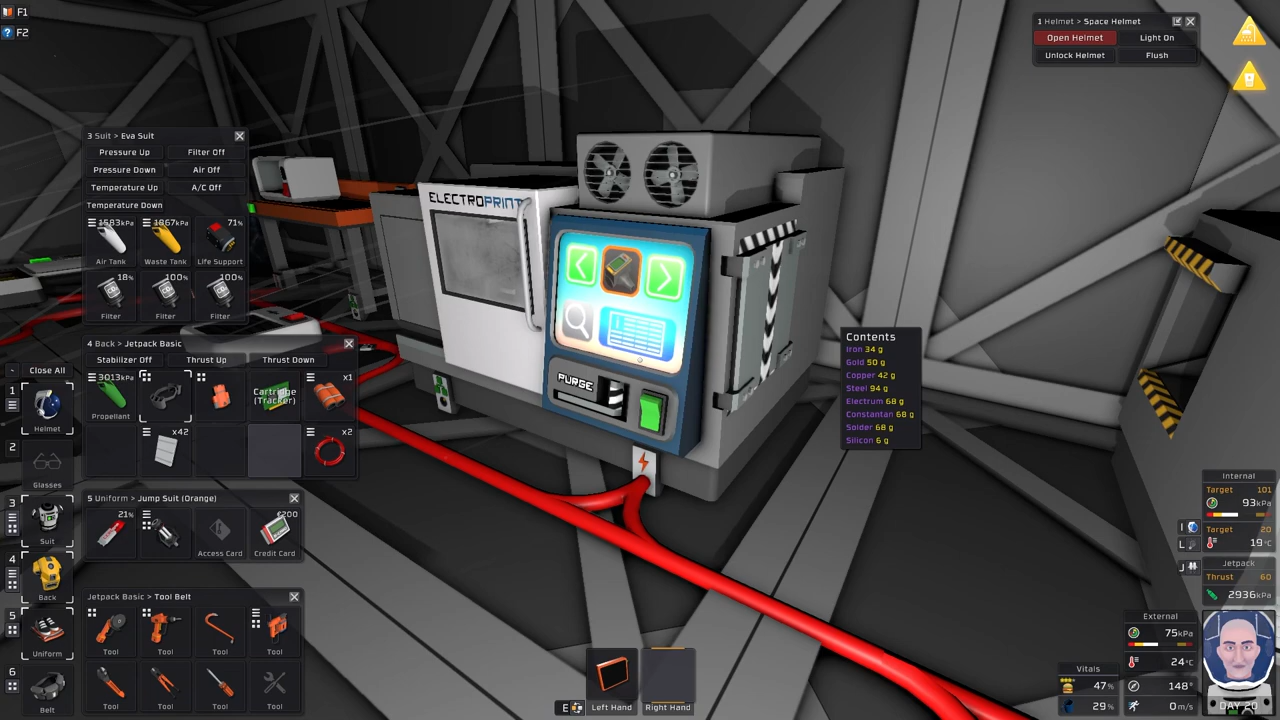 F1
F2
1 Helmet > Space Helmet
Open Helmet
Light On
Unlock Helmet
Flush
3 Suit > Eva Suit
Pressure Up
Filter Off
Pressure Down
Air Off
Temperature Up
A/C Off
Temperature Down
1583kPa
1867kPa
71%
Air Tank
Waste Tank
Life Support
18%
100%
100%
Filter
Filter
Filter
4 Back > Jetpack Basic
Stabilizer Off
Thrust Up
Thrust Down
3013kPa
Cartridge
(Tracker)
x1
Propellant
x42
x2
5 Uniform > Jump Suit (Orange)
21%
€200
Access Card
Credit Card
Jetpack Basic > Tool Belt
Tool
Tool
Tool
Tool
Tool
Tool
Tool
Tool
~
Close All
1
Helmet
2
Glasses
3
Suit
4
Back
5
Uniform
6
Belt
ELECTROPRINT
PURGE
Contents
Iron 34 g
Gold 50 g
Copper 42 g
Steel 94 g
Electrum 68 g
Constantan 68 g
Solder 68 g
Silicon 6 g
E
Left Hand
Right Hand
Internal
Target 101
93kPa
Target 20
19°C
I
L
J
Jetpack
Thrust 60
2936kPa
External
75kPa
24°C
148°
0m/s
Vitals
47%
29%
DAY 20